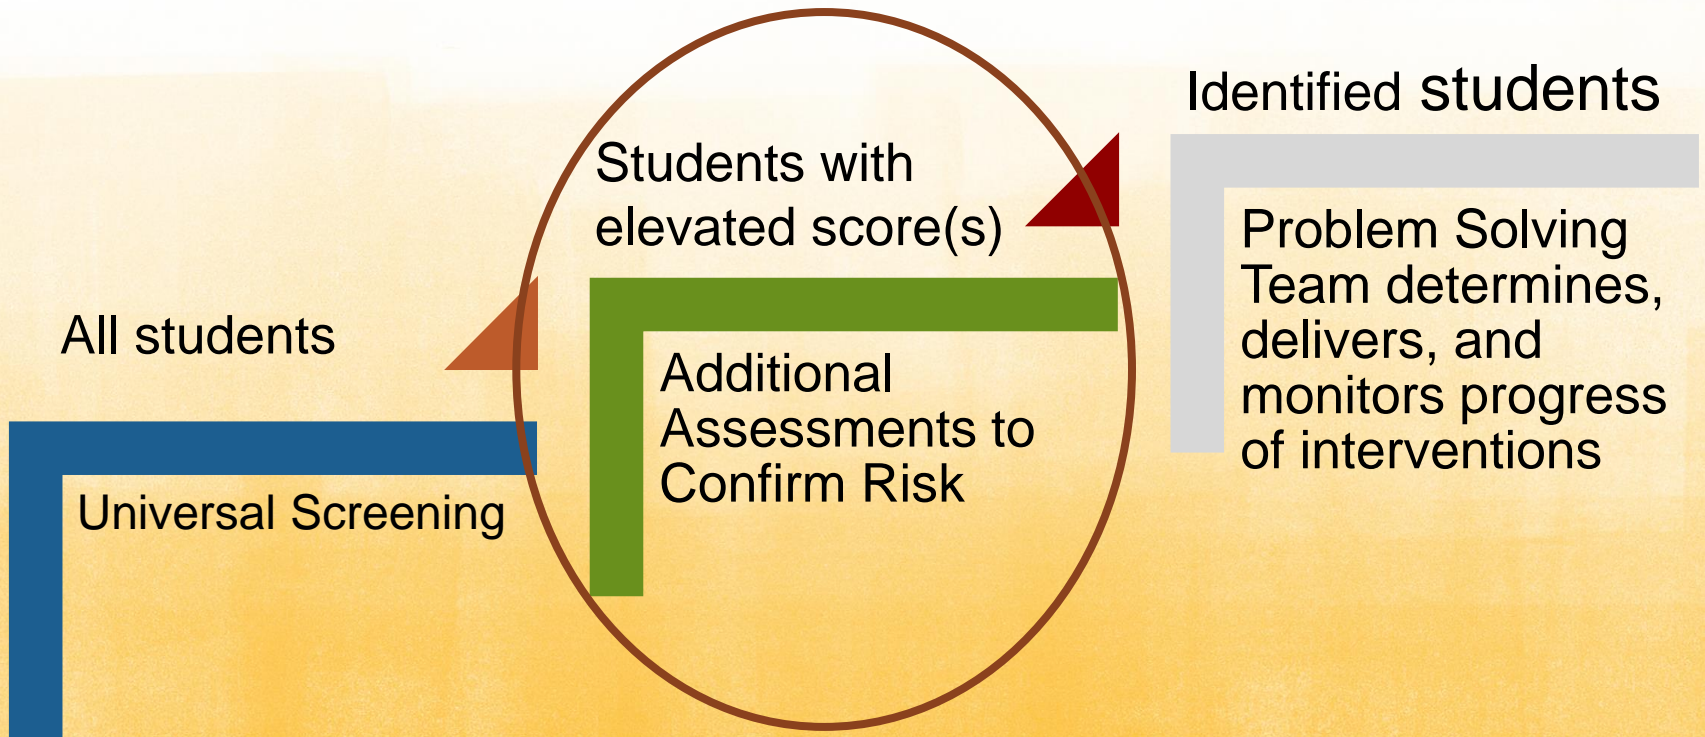 All students
Universal Screening
Students with
elevated score(s)
Additional
Assessments to
Confirm Risk
Identified students
Problem Solving
Team determines,
delivers, and
monitors progress
of interventions